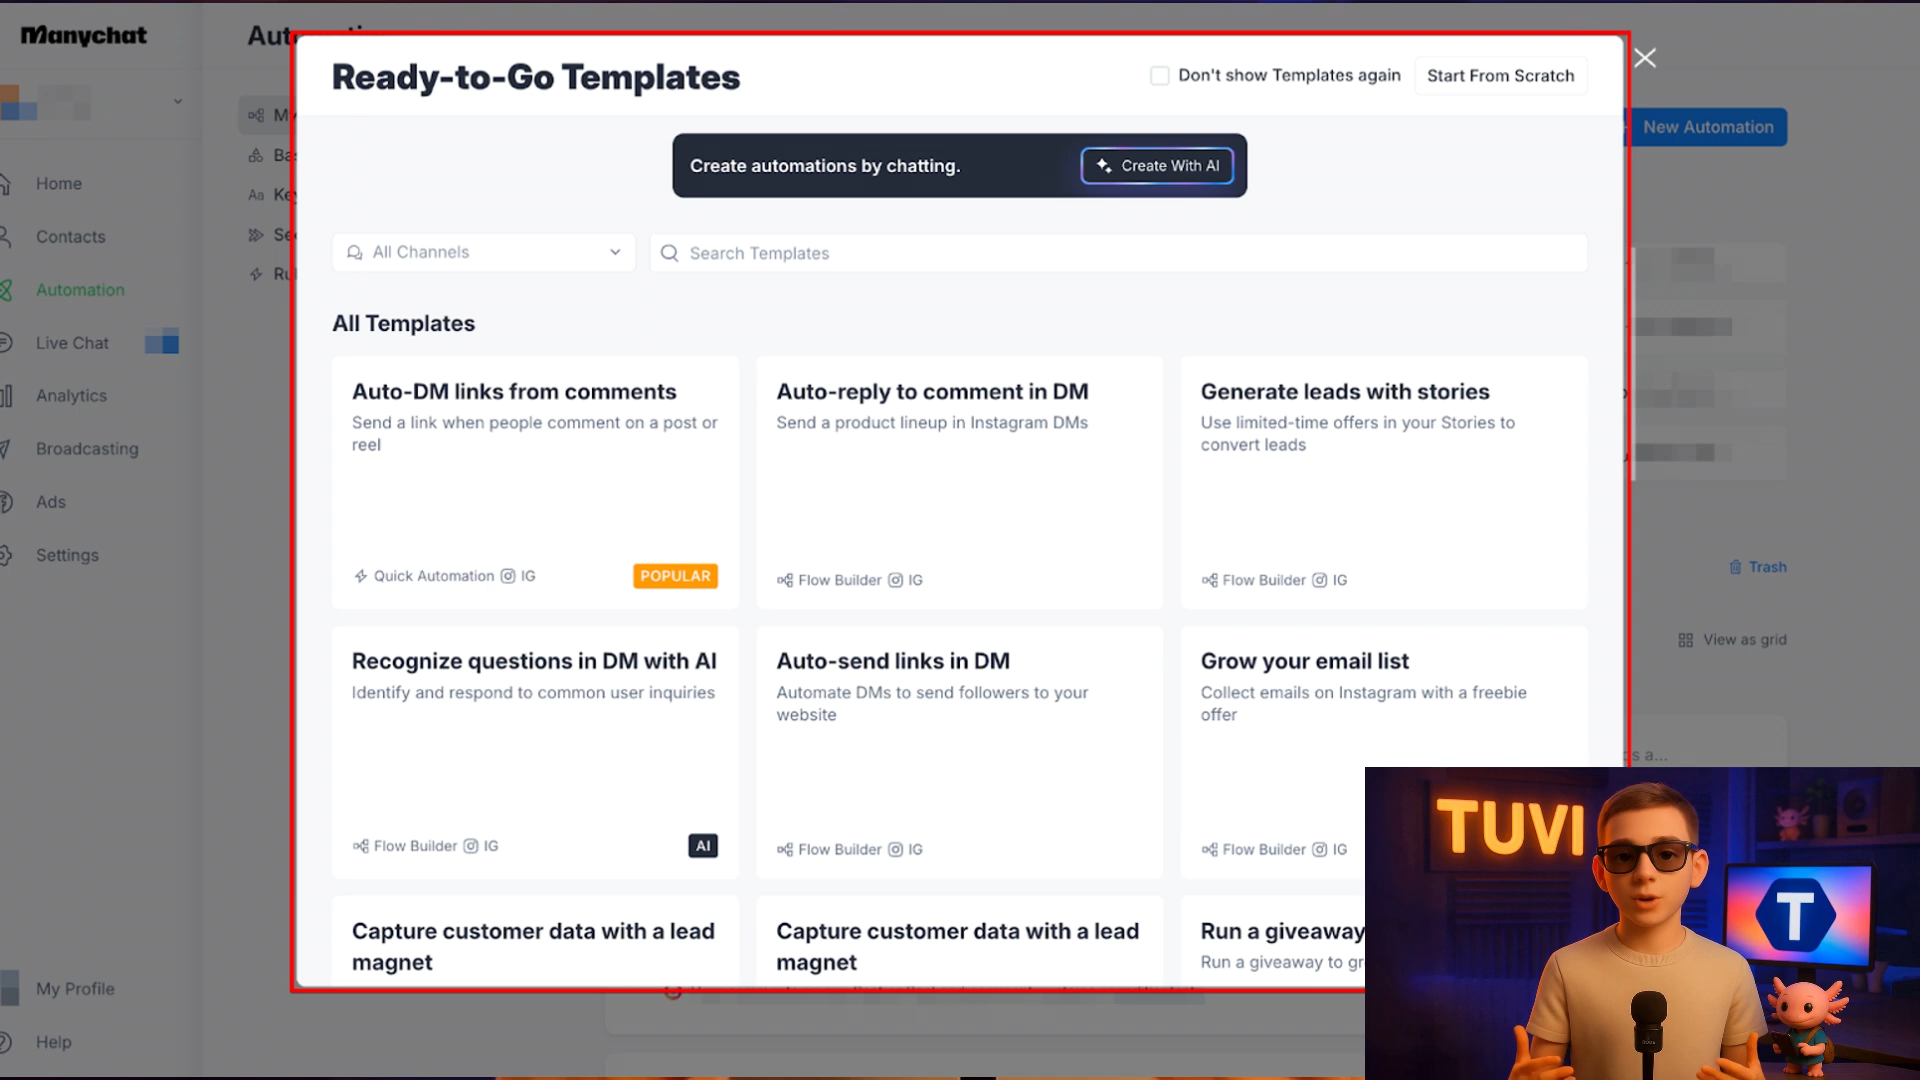 Manychat
Home
Contacts
Automation
Live Chat
Analytics
Broadcasting
Ads
Settings
My Profile
Help
Ready-to-Go Templates
Don't show Templates again
Start From Scratch
New Automation
Create automations by chatting.
Create With AI
All Channels
Search Templates
All Templates
Auto-DM links from comments
Send a link when people comment on a post or
reel
Quick Automation IG
POPULAR
Auto-reply to comment in DM
Send a product lineup in Instagram DMs
Flow Builder IG
Generate leads with stories
Use limited-time offers in your Stories to
convert leads
Flow Builder IG
Recognize questions in DM with AI
Identify and respond to common user inquiries
Flow Builder IG
AI
Auto-send links in DM
Automate DMs to send followers to your
website
Flow Builder IG
Grow your email list
Collect emails on Instagram with a freebie
offer
Flow Builder IG
Capture customer data with a lead
magnet
Capture customer data with a lead
magnet
Run a giveaway
Run a giveaway to
Trash
View as grid
TUVI
T